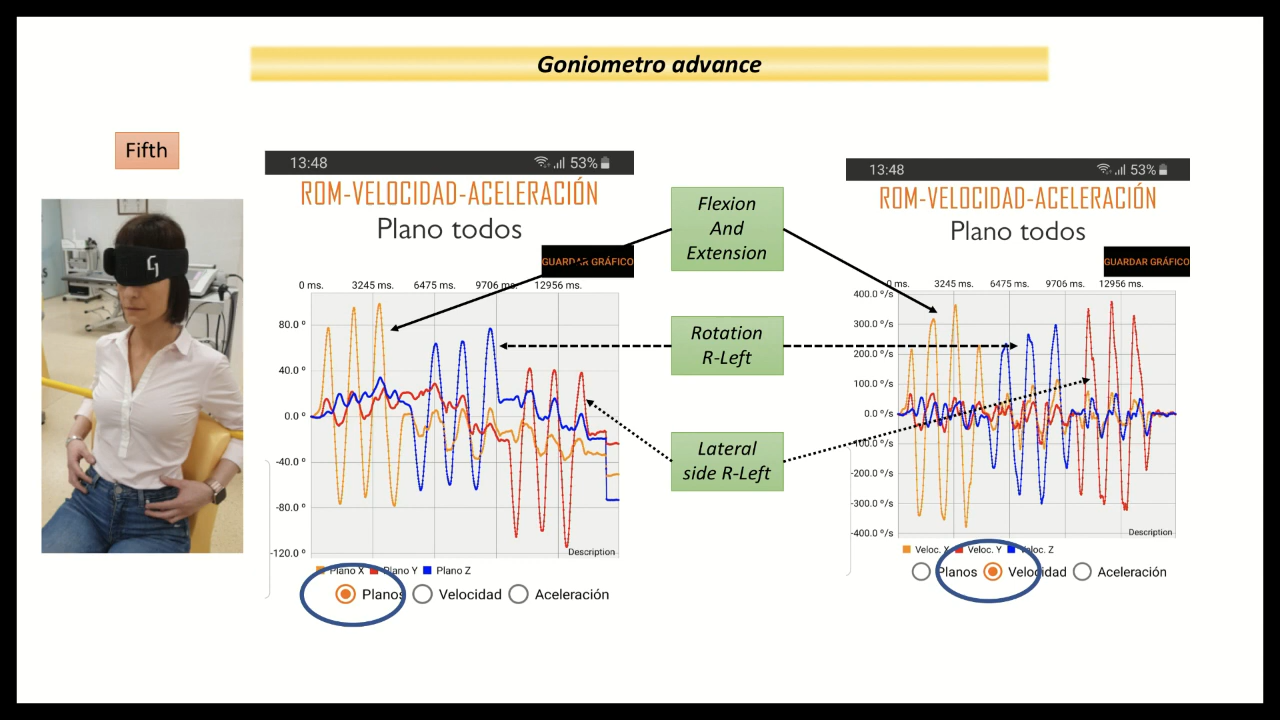 Goniometro advance
Fifth
13:48 53%
ROM-VELOCIDAD-ACELERACIÓN
Plano todos
GUARDAR GRÁFICO
0 ms. 3245 ms. 6475 ms. 9706 ms. 12956 ms.
80.0 º
40.0 º
0.0 º
-40.0 º
-80.0 º
-120.0 º
Description
Plano X Plano Y Plano Z
Planos Velocidad Aceleración
Flexion
And
Extension
Rotation
R-Left
Lateral
side R-Left
13:48 53%
ROM-VELOCIDAD-ACELERACIÓN
Plano todos
GUARDAR GRÁFICO
0 ms. 3245 ms. 6475 ms. 9706 ms. 12956 ms.
400.0 º/s
300.0 º/s
200.0 º/s
100.0 º/s
0.0 º/s
-100.0 º/s
-200.0 º/s
-300.0 º/s
-400.0 º/s
Description
Veloc. X Veloc. Y Veloc. Z
Planos Velocidad Aceleración